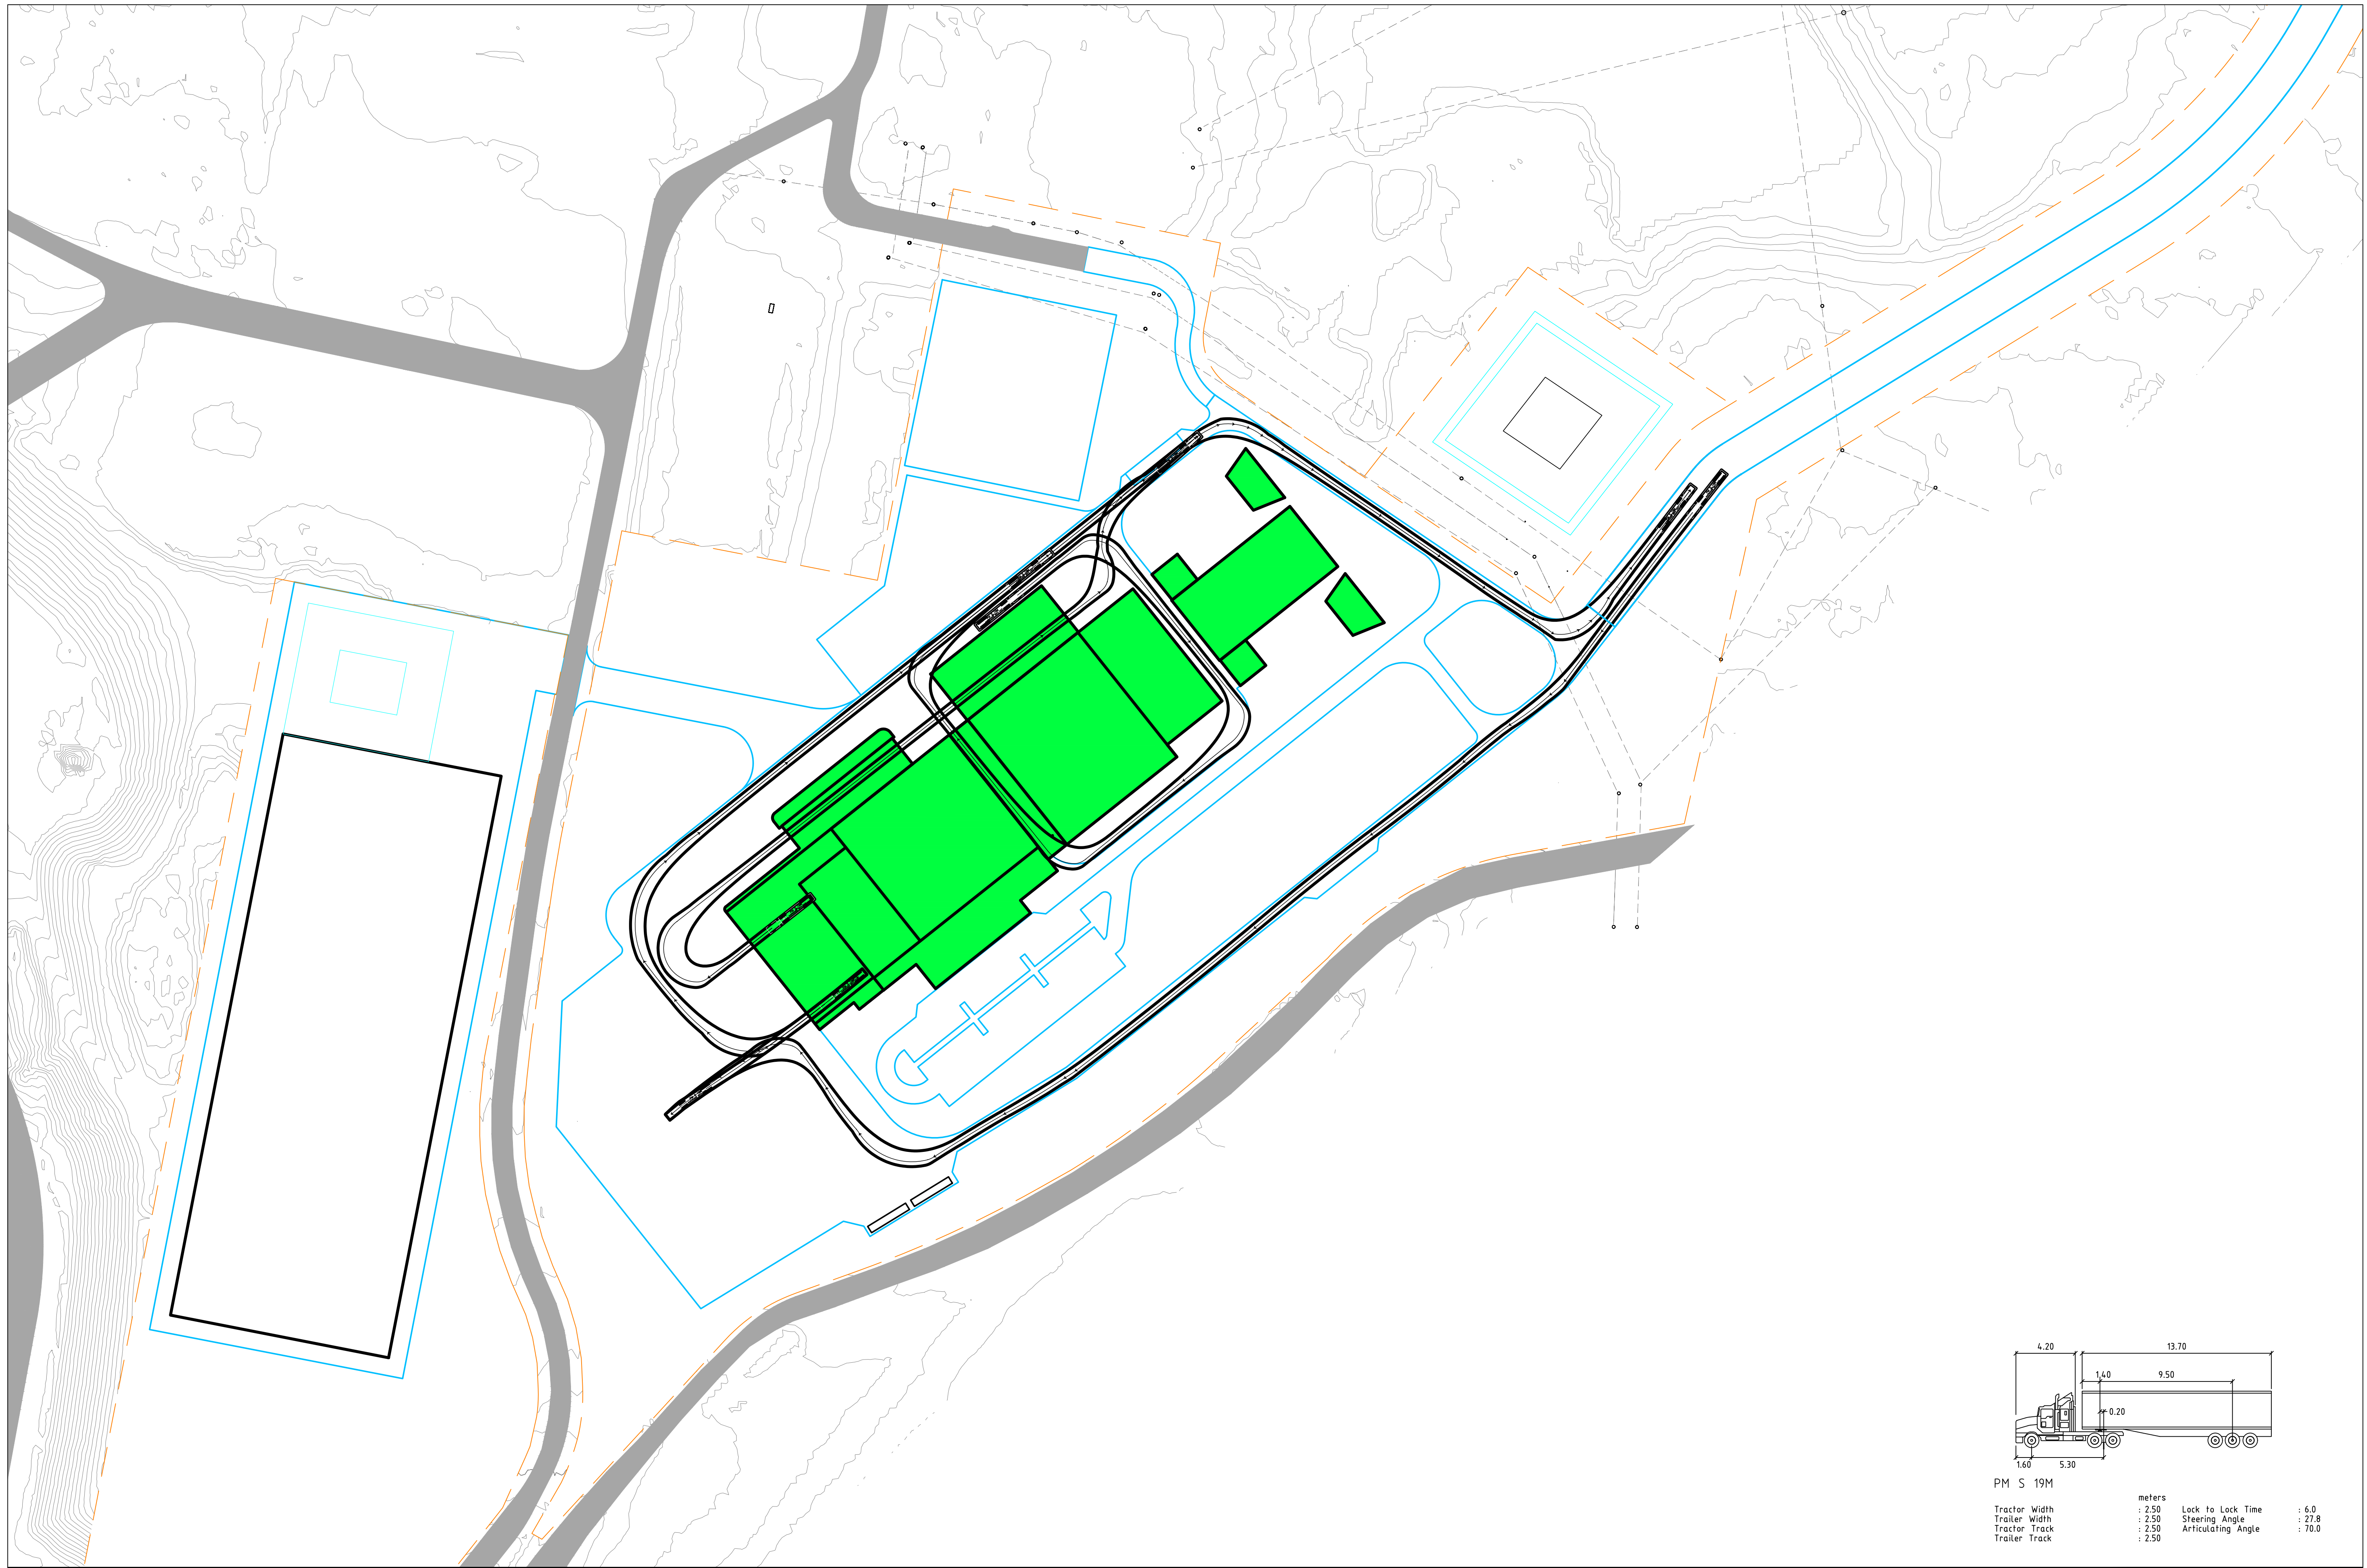 4.20 13.70
1.40 9.50
0.20
1.60 5.30
PM S 19M
meters
Tractor Width : 2.50 Lock to Lock Time : 6.0
Trailer Width : 2.50 Steering Angle : 27.8
Tractor Track : 2.50 Articulating Angle : 70.0
Trailer Track : 2.50